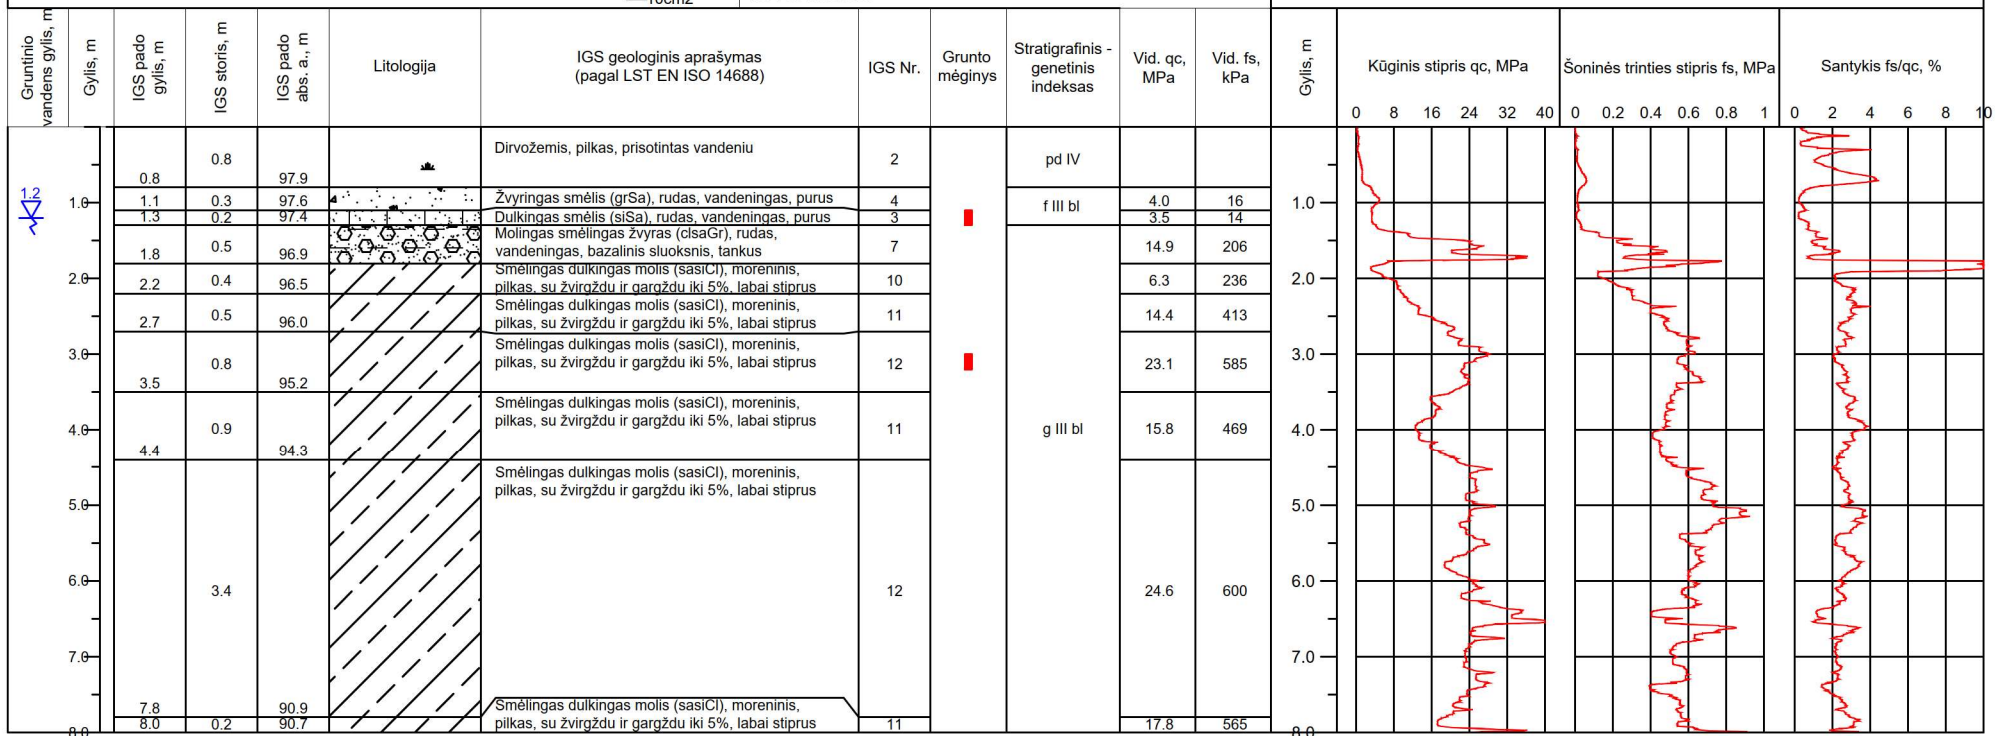 10cm2
Gruntinio vandens gylis, m
Gylis, m
IGS pado gylis, m
IGS storis, m
IGS pado abs. a., m
Litologija
IGS geologinis aprašymas
(pagal LST EN ISO 14688)
IGS Nr.
Grunto
mėginys
Stratigrafinis -
genetinis
indeksas
Vid. qc,
MPa
Vid. fs,
kPa
Gylis, m
Kūginis stipris qc, MPa
Šoninės trinties stipris fs, MPa
Santykis fs/qc, %
0 8 16 24 32 40
0 0.2 0.4 0.6 0.8 1
0 2 4 6 8 10
0.8 0.8 97.9 Dirvožemis, pilkas, prisotintas vandeniu 2 pd IV
1.2
1.0
1.1 0.3 97.6 Žvyringas smėlis (grSa), rudas, vandeningas, purus 4 f III bl 4.0 16
1.0
1.3 0.2 97.4 Dulkingas smėlis (siSa), rudas, vandeningas, purus 3 3.5 14
1.8 0.5 96.9 Molingas smėlingas žvyras (clsaGr), rudas,
vandeningas, bazalinis sluoksnis, tankus 7 14.9 206
2.0
2.2 0.4 96.5 Smėlingas dulkingas molis (sasiCl), moreninis,
pilkas, su žvirgždu ir gargždu iki 5%, labai stiprus 10 6.3 236
2.0
2.7 0.5 96.0 Smėlingas dulkingas molis (sasiCl), moreninis,
pilkas, su žvirgždu ir gargždu iki 5%, labai stiprus 11 14.4 413
3.0
3.5 0.8 95.2 Smėlingas dulkingas molis (sasiCl), moreninis,
pilkas, su žvirgždu ir gargždu iki 5%, labai stiprus 12 23.1 585
3.0
4.0
4.4 0.9 94.3 Smėlingas dulkingas molis (sasiCl), moreninis,
pilkas, su žvirgždu ir gargždu iki 5%, labai stiprus 11 g III bl 15.8 469
4.0
Smėlingas dulkingas molis (sasiCl), moreninis,
pilkas, su žvirgždu ir gargždu iki 5%, labai stiprus
5.0 5.0
6.0 6.0
3.4 12 24.6 600
7.0 7.0
7.8 90.9 Smėlingas dulkingas molis (sasiCl), moreninis,
8.0 0.2 90.7 pilkas, su žvirgždu ir gargždu iki 5%, labai stiprus 11 17.8 565
8.0 8.0